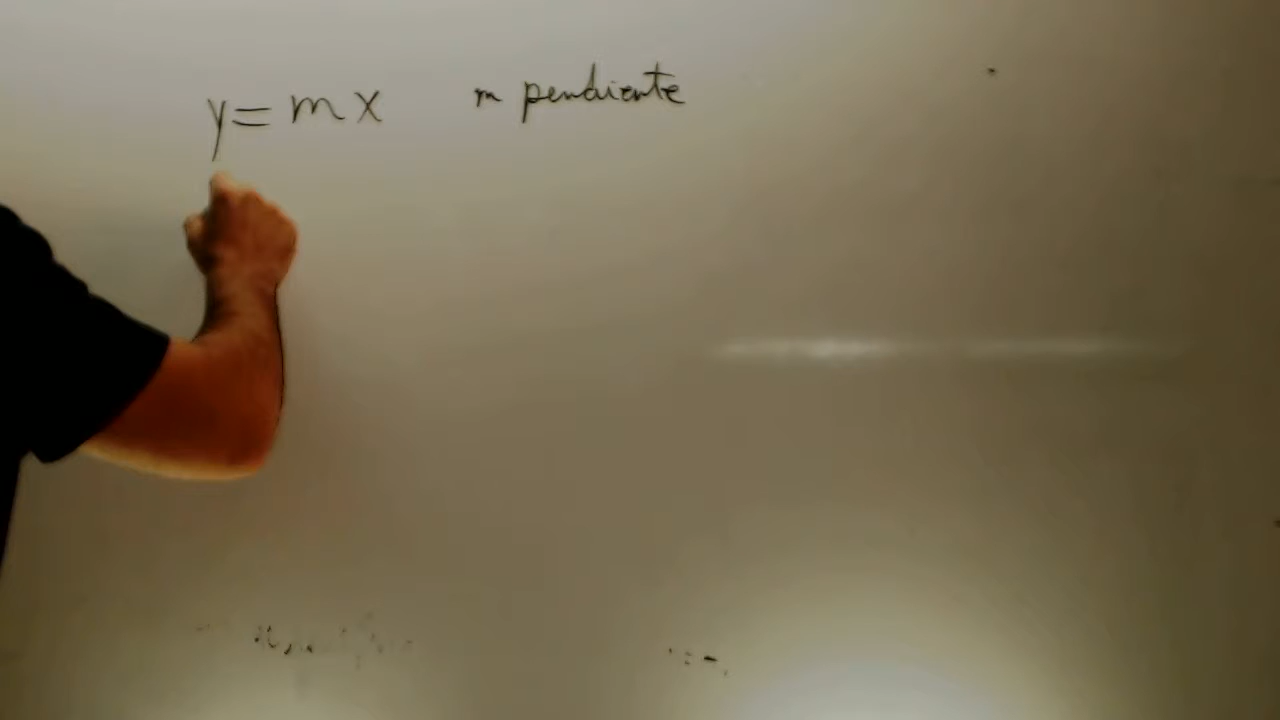 y = mx m pendiente